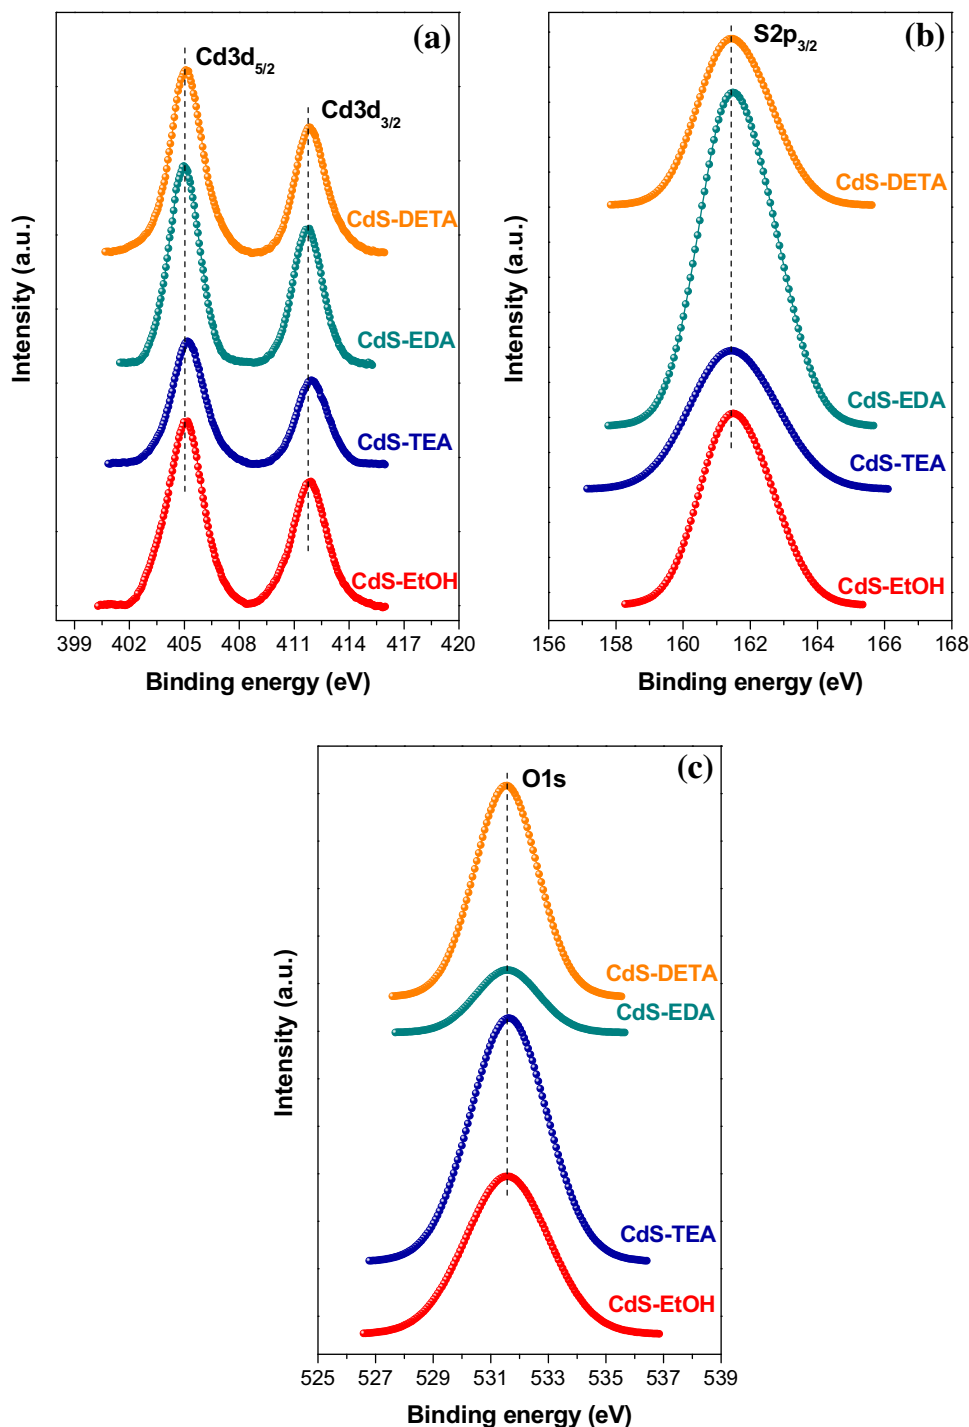 (a)
Cd3d5/2
Cd3d3/2
CdS-DETA
CdS-EDA
CdS-TEA
CdS-EtOH
Intensity (a.u.)
399 402 405 408 411 414 417 420
Binding energy (eV)
(b)
S2p3/2
CdS-DETA
CdS-EDA
CdS-TEA
CdS-EtOH
Intensity (a.u.)
156 158 160 162 164 166 168
Binding energy (eV)
(c)
O1s
CdS-DETA
CdS-EDA
CdS-TEA
CdS-EtOH
Intensity (a.u.)
525 527 529 531 533 535 537 539
Binding energy (eV)